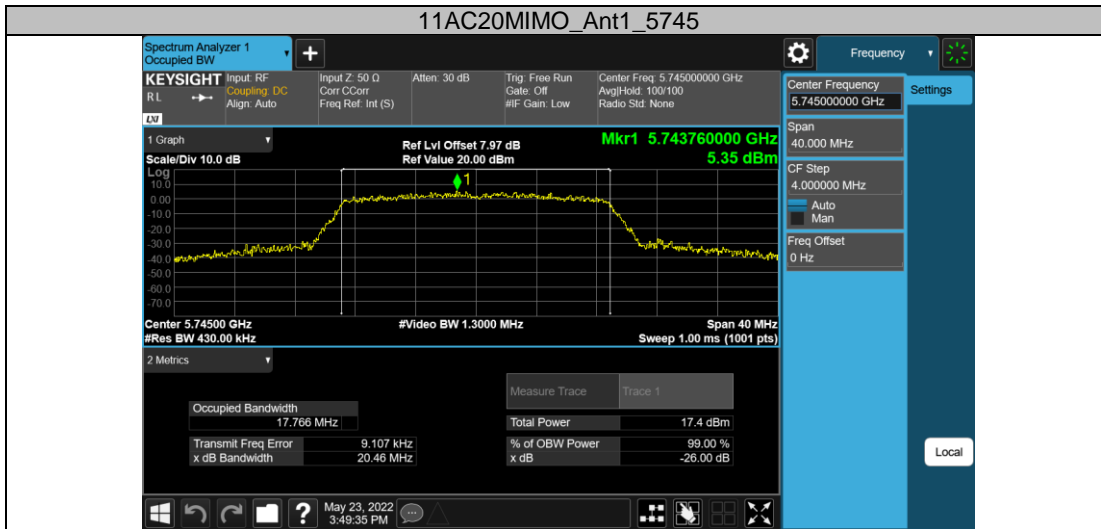 11AC20MIMO_Ant1_5745
Spectrum Analyzer 1
Occupied BW
+
Frequency
KEYSIGHT
RL
LXI
Input: RF
Coupling: DC
Align: Auto
Input Z: 50 Ω
Corr CCorr
Freq Ref: Int (S)
Atten: 30 dB
Trig: Free Run
Gate: Off
#IF Gain: Low
Center Freq: 5.745000000 GHz
Avg|Hold: 100/100
Radio Std: None
Center Frequency
5.745000000 GHz
Settings
Span
40.000 MHz
CF Step
4.000000 MHz
Auto
Man
Freq Offset
0 Hz
1 Graph
Scale/Div 10.0 dB
Ref Lvl Offset 7.97 dB
Ref Value 20.00 dBm
Mkr1 5.743760000 GHz
5.35 dBm
Log
10.0
0.00
-10.0
-20.0
-30.0
-40.0
-50.0
-60.0
-70.0
1
Center 5.74500 GHz
#Res BW 430.00 kHz
#Video BW 1.3000 MHz
Span 40 MHz
Sweep 1.00 ms (1001 pts)
2 Metrics
Measure Trace Trace 1
Occupied Bandwidth
17.766 MHz
Total Power 17.4 dBm
Transmit Freq Error 9.107 kHz
% of OBW Power 99.00 %
x dB Bandwidth 20.46 MHz
x dB -26.00 dB
Local
?
May 23, 2022
3:49:35 PM